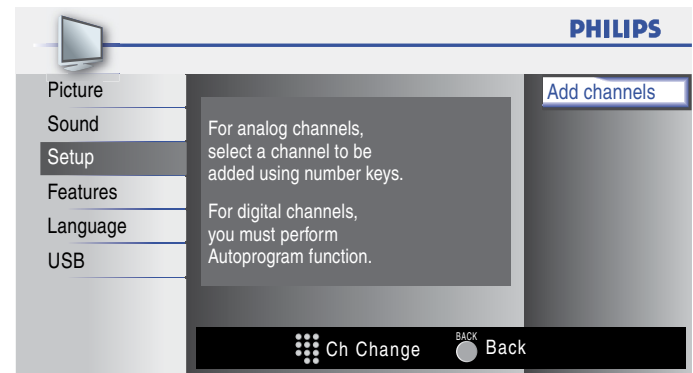 PHILIPS
Picture
Sound
Setup
Features
Language
USB
Add channels
For analog channels,
select a channel to be
added using number keys.
For digital channels,
you must perform
Autoprogram function.
Ch Change BACK Back